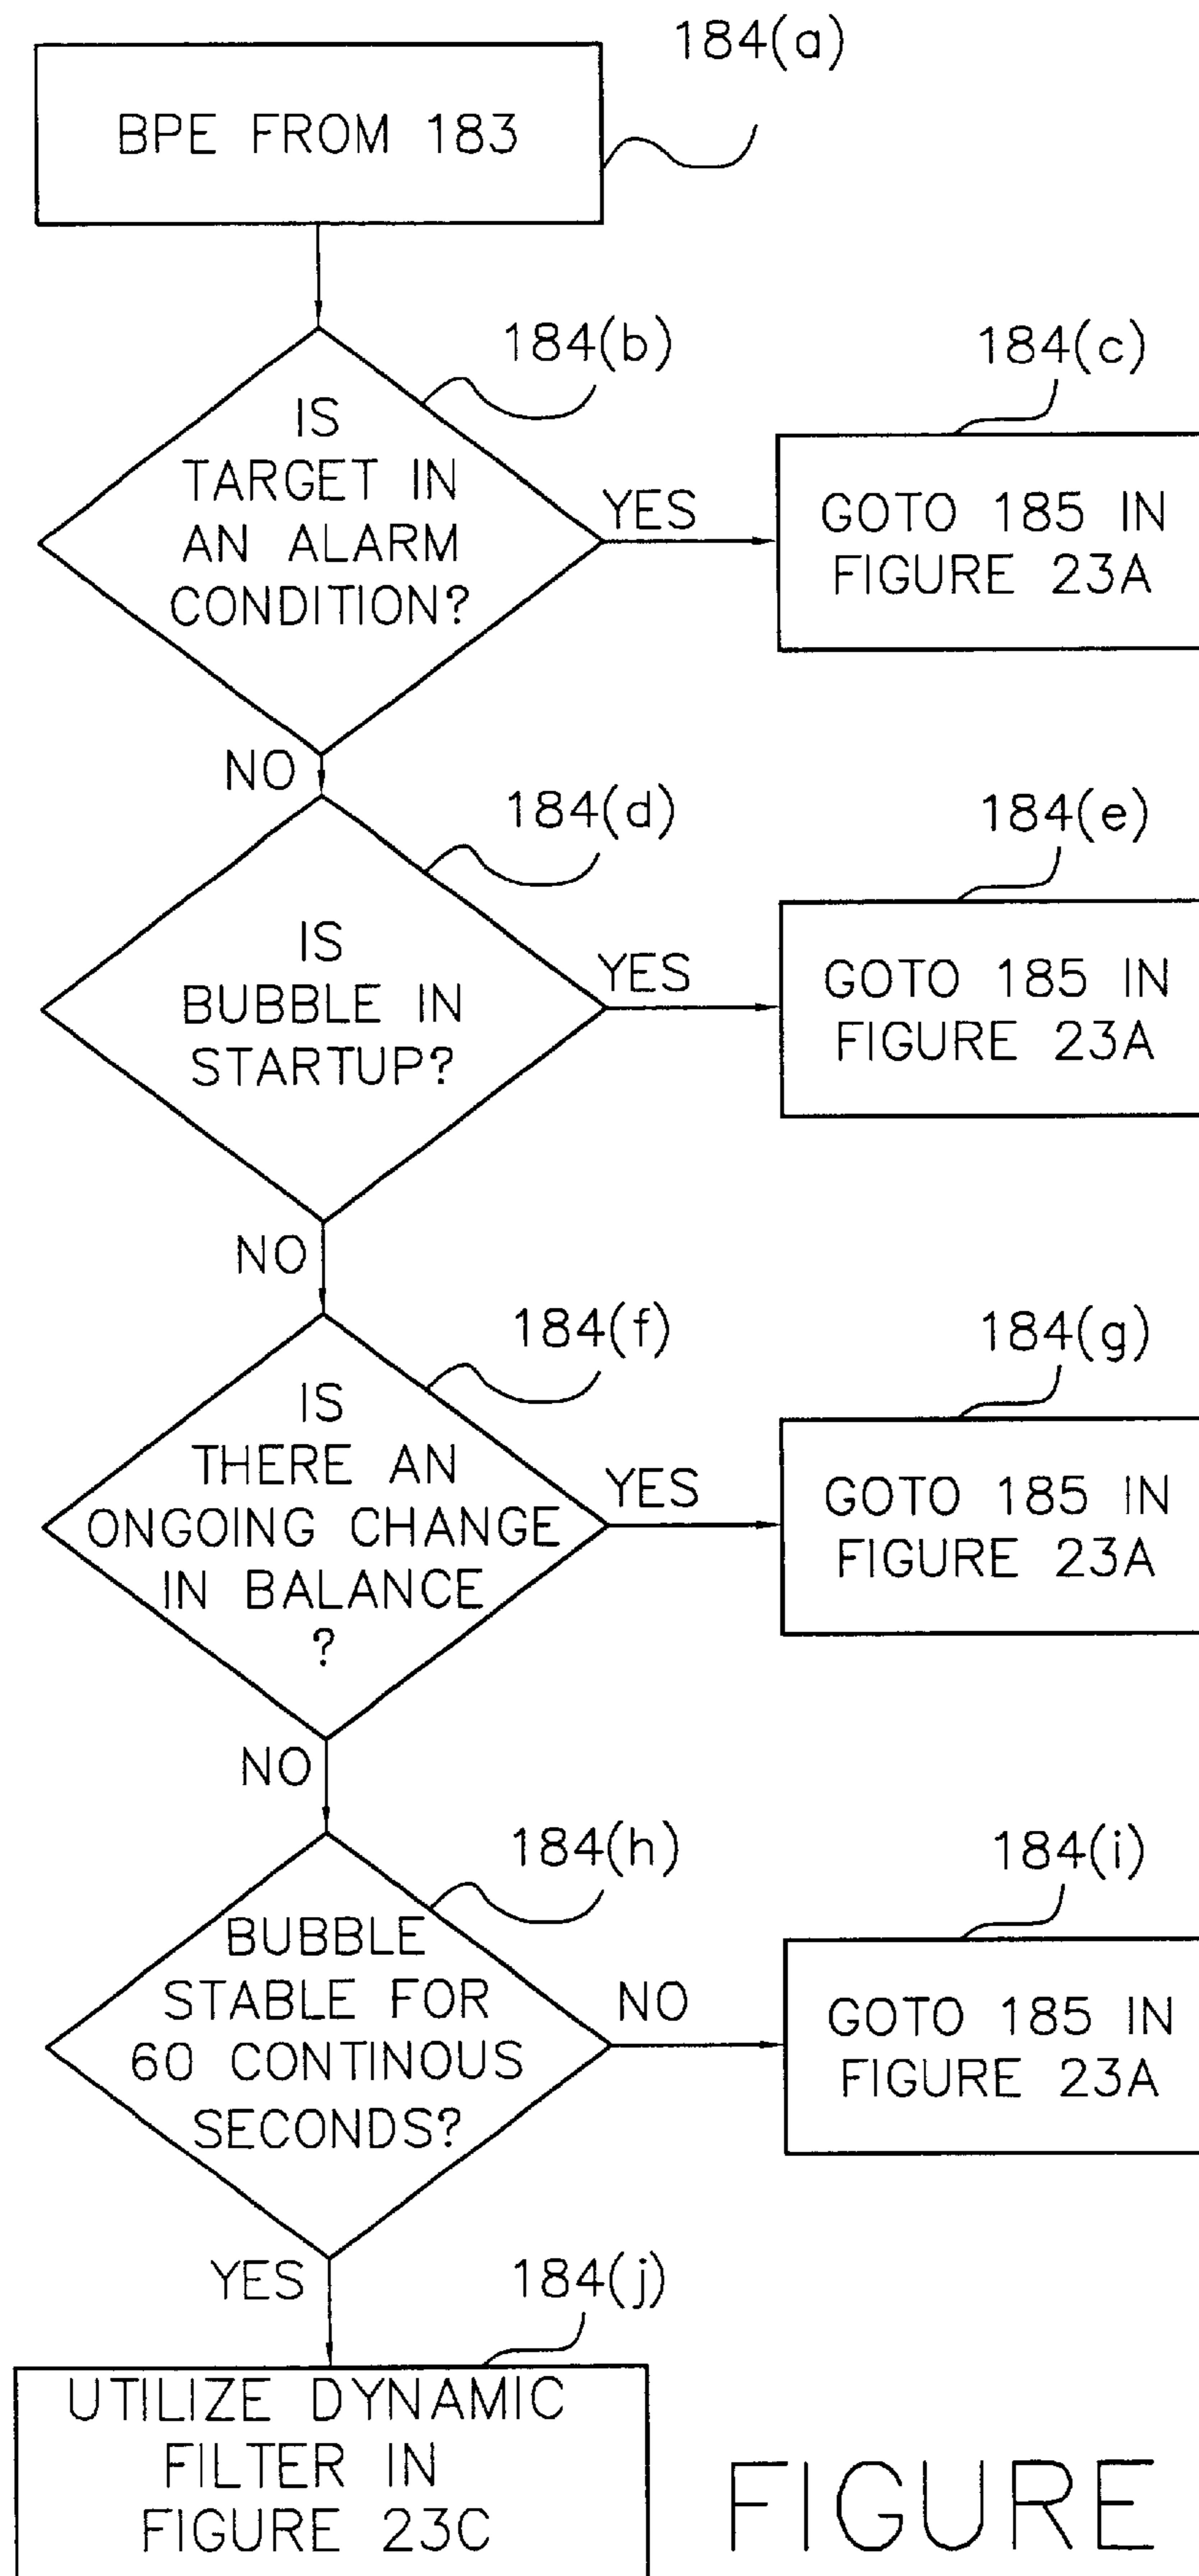 184(a)
BPE FROM 183
184(b)
IS
TARGET IN
AN ALARM
CONDITION?
YES
184(c)
GOTO 185 IN
FIGURE 23A
NO
184(d)
IS
BUBBLE IN
STARTUP?
YES
184(e)
GOTO 185 IN
FIGURE 23A
NO
184(f)
IS
THERE AN
ONGOING CHANGE
IN BALANCE
?
YES
184(g)
GOTO 185 IN
FIGURE 23A
NO
184(h)
BUBBLE
STABLE FOR
60 CONTINOUS
SECONDS?
NO
184(i)
GOTO 185 IN
FIGURE 23A
YES
184(j)
UTILIZE DYNAMIC
FILTER IN
FIGURE 23C
FIGURE